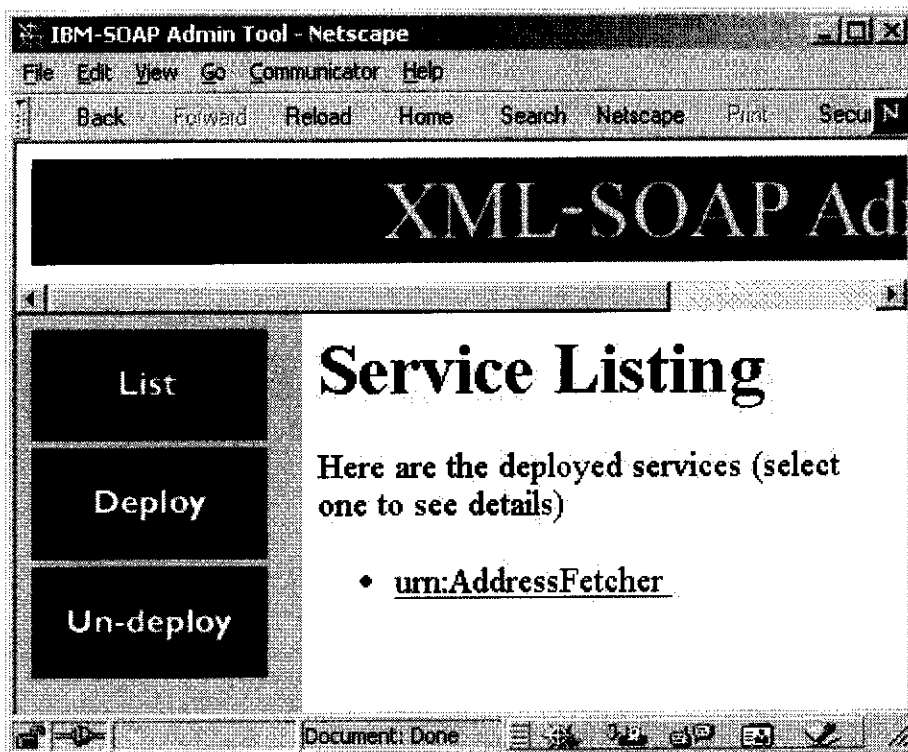 IBM-SOAP Admin Tool - Netscape
File Edit View Go Communicator Help
Back Forward Reload Home Search Netscape Print Secui N
XML-SOAP Ad
List
Deploy
Un-deploy
Service Listing
Here are the deployed services (select
one to see details)
• urn:AddressFetcher
Document: Done